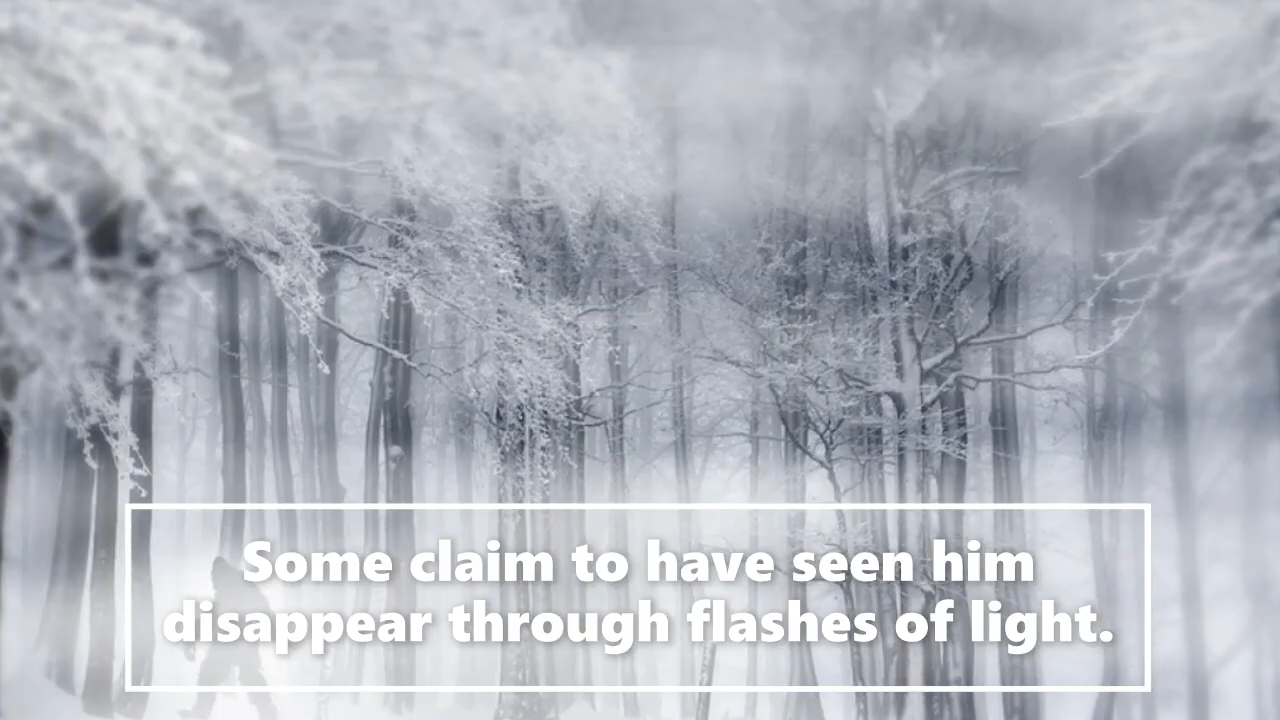 Some claim to have seen him
disappear through flashes of light.